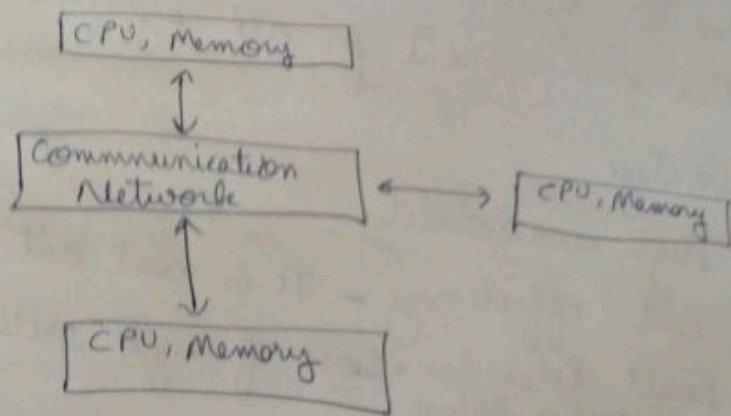 CPU, Memory
Communication
Network
CPU, Memory
CPU, Memory